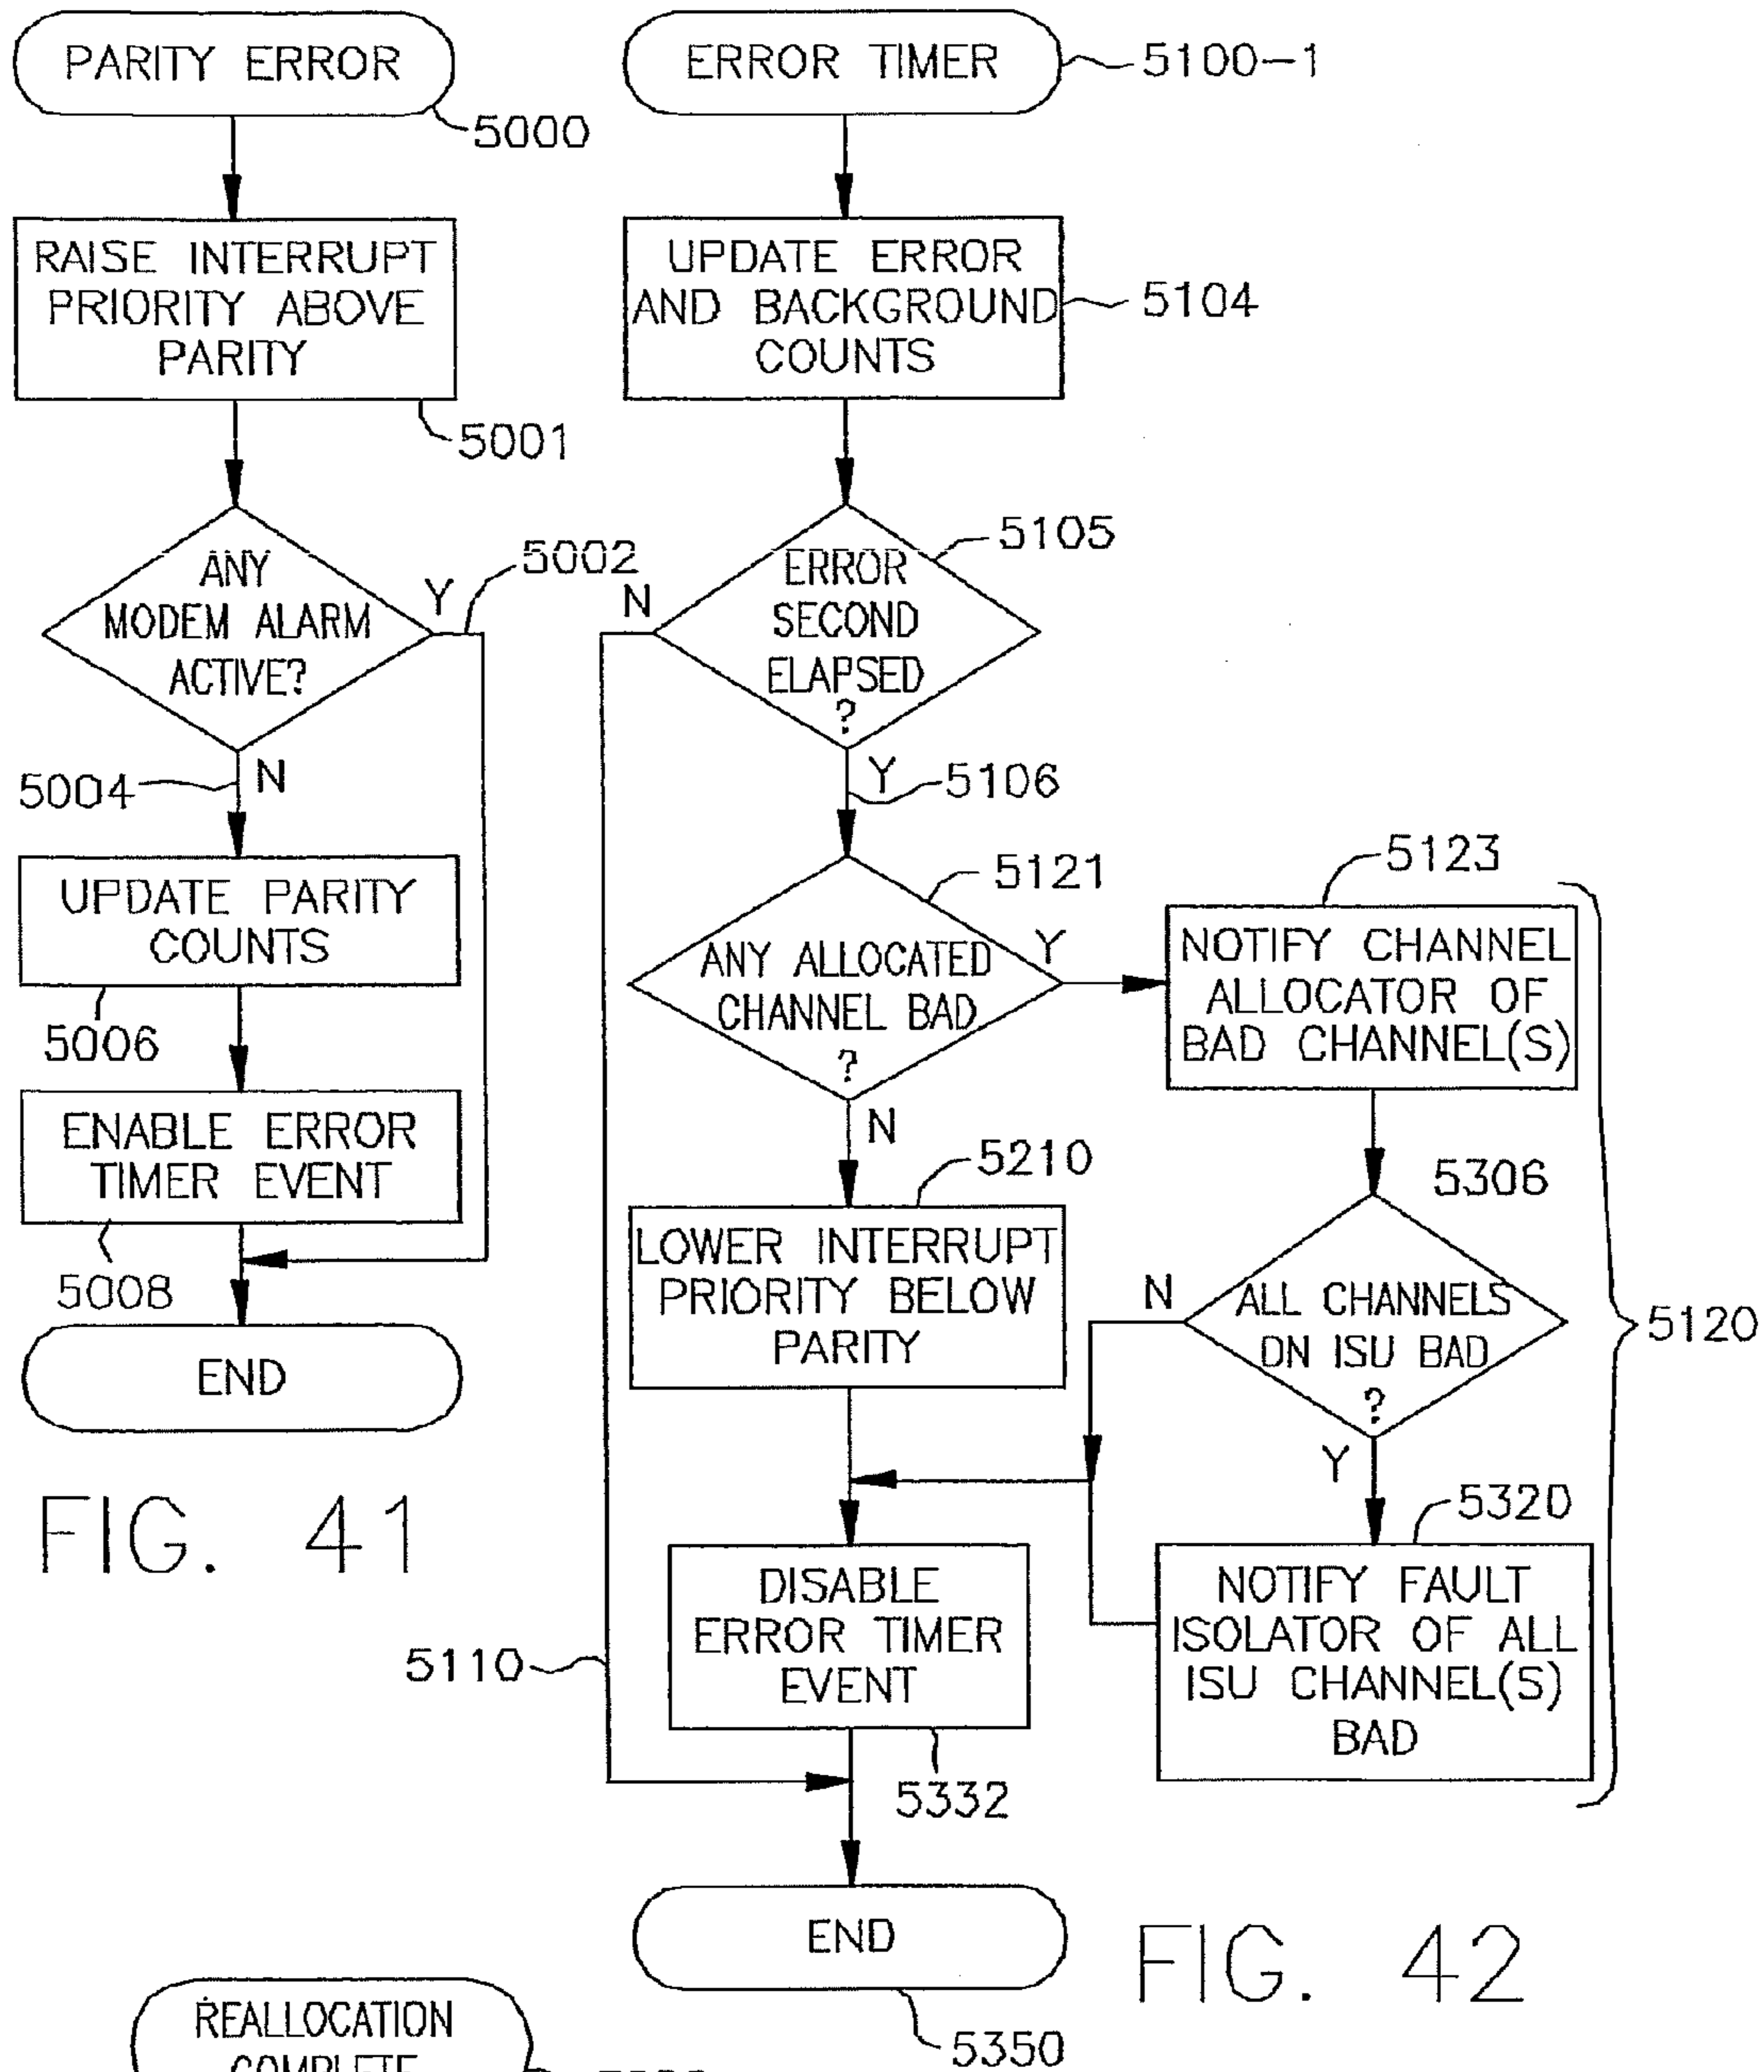 PARITY ERROR
5000
RAISE INTERRUPT
PRIORITY ABOVE
PARITY
5001
ANY
MODEM ALARM
ACTIVE?
Y
5002
5004
N
UPDATE PARITY
COUNTS
5006
ENABLE ERROR
TIMER EVENT
5008
END
FIG. 41
ERROR TIMER
5100-1
UPDATE ERROR
AND BACKGROUND
COUNTS
5104
5105
ERROR
SECOND
ELAPSED
?
N
Y
5106
5121
ANY ALLOCATED
CHANNEL BAD
?
Y
N
5123
NOTIFY CHANNEL
ALLOCATOR OF
BAD CHANNEL(S)
5210
LOWER INTERRUPT
PRIORITY BELOW
PARITY
5306
ALL CHANNELS
ON ISU BAD
?
N
Y
5120
5320
NOTIFY FAULT
ISOLATOR OF ALL
ISU CHANNEL(S)
BAD
DISABLE
ERROR TIMER
EVENT
5110
5332
END
5350
FIG. 42
REALLOCATION
COMPLETE